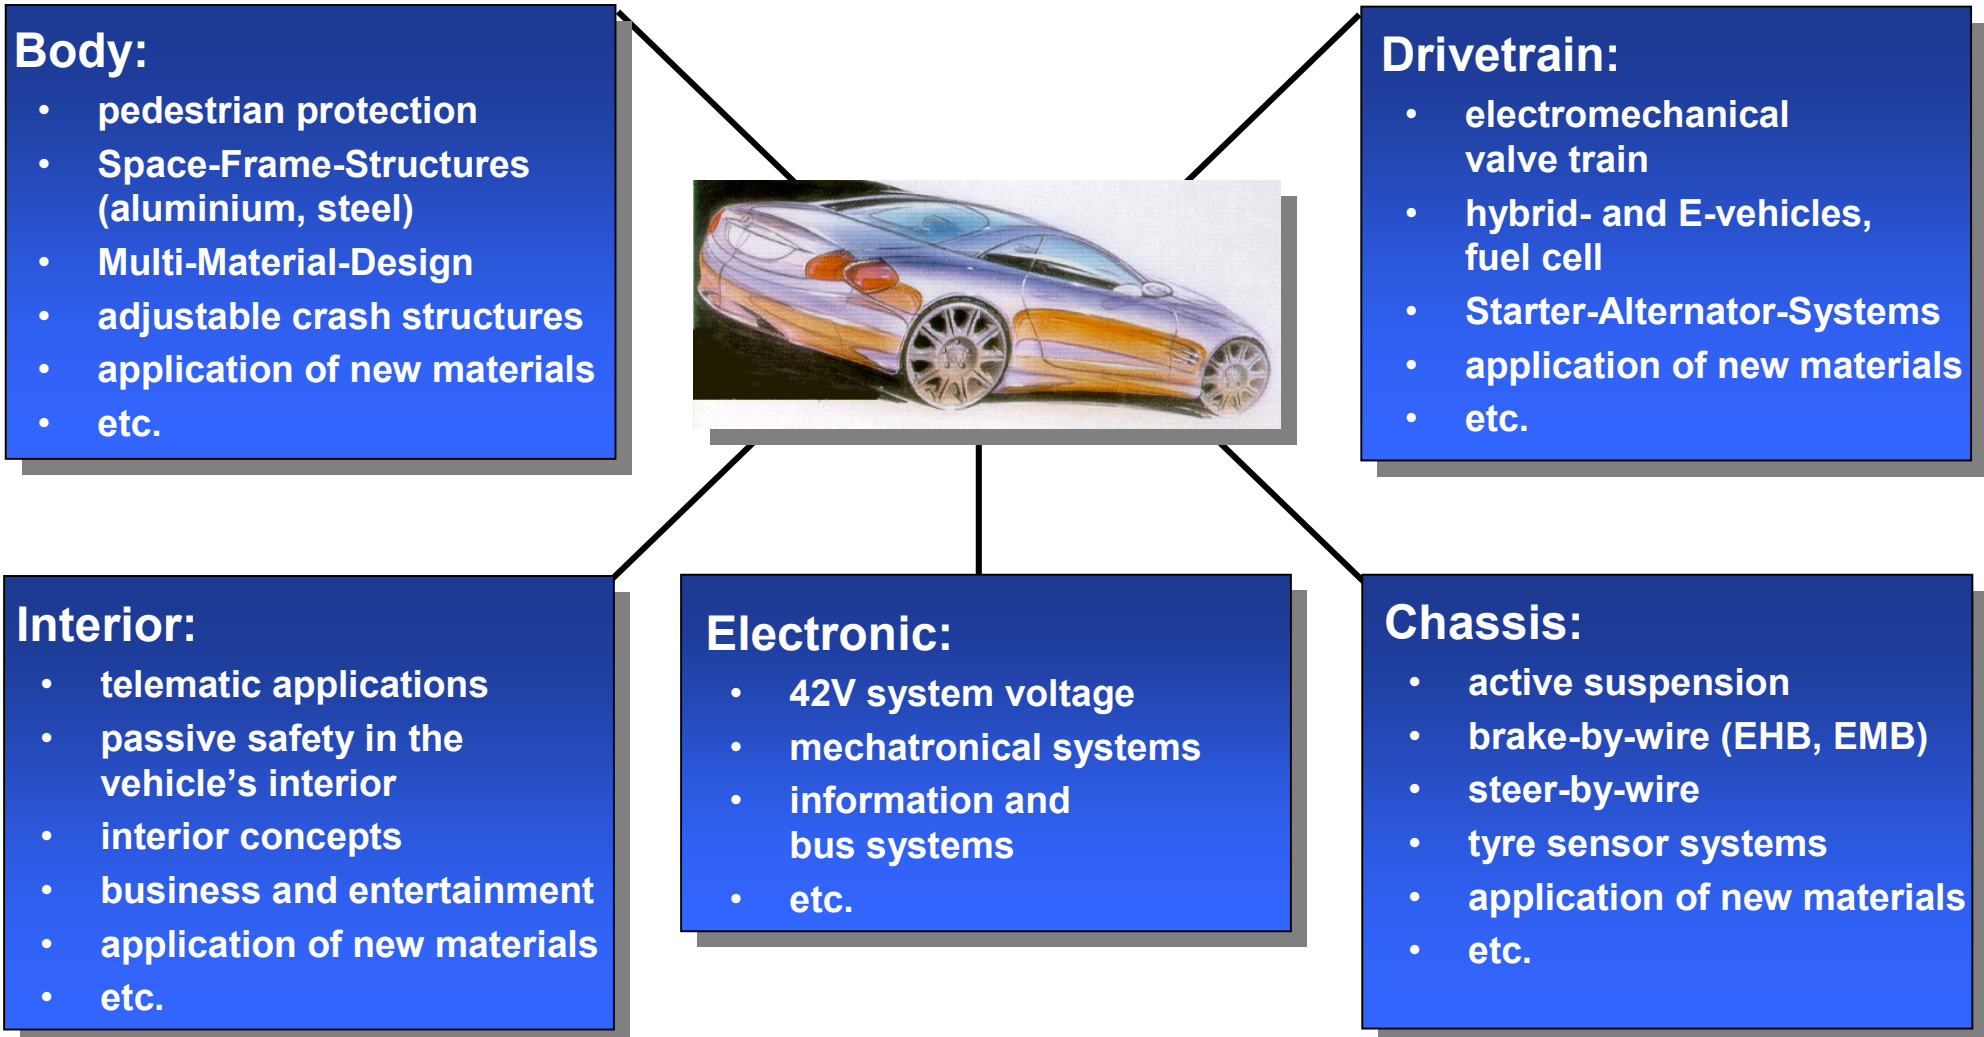 Body:
• pedestrian protection
• Space-Frame-Structures
(aluminium, steel)
• Multi-Material-Design
• adjustable crash structures
• application of new materials
• etc.
Drivetrain:
• electromechanical
valve train
• hybrid- and E-vehicles,
fuel cell
• Starter-Alternator-Systems
• application of new materials
• etc.
Interior:
• telematic applications
• passive safety in the
vehicle’s interior
• interior concepts
• business and entertainment
• application of new materials
• etc.
Electronic:
• 42V system voltage
• mechatronical systems
• information and
bus systems
• etc.
Chassis:
• active suspension
• brake-by-wire (EHB, EMB)
• steer-by-wire
• tyre sensor systems
• application of new materials
• etc.